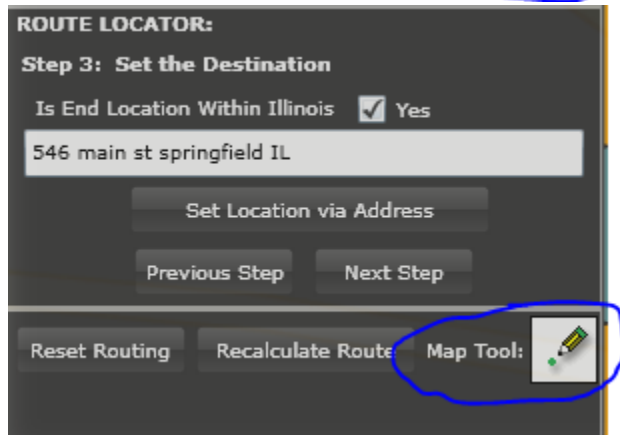 ROUTE LOCATOR:
Step 3: Set the Destination
Is End Location Within Illinois Yes
546 main st springfield IL
Set Location via Address
Previous Step Next Step
Reset Routing Recalculate Route Map Tool: